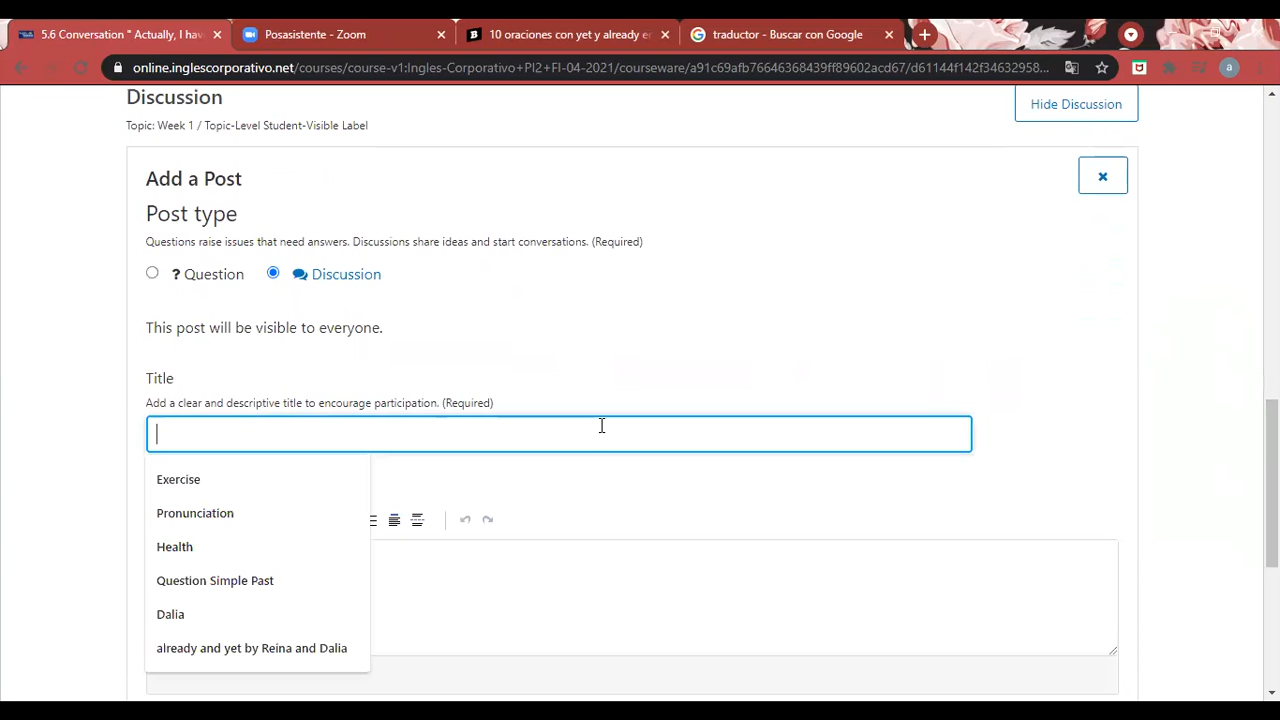 5.6 Conversation " Actually, I hav
Posasistente - Zoom
10 oraciones con yet y already en
traductor - Buscar con Google
online.inglescorporativo.net/courses/course-v1:Ingles-Corporativo+PI2+FI-04-2021/courseware/a91c69afb76646368439ff89602acd67/d61144f142f34632958...
a
Discussion
Hide Discussion
Topic: Week 1 / Topic-Level Student-Visible Label
Add a Post
Post type
Questions raise issues that need answers. Discussions share ideas and start conversations. (Required)
? Question
Discussion
This post will be visible to everyone.
Title
Add a clear and descriptive title to encourage participation. (Required)
Exercise
Pronunciation
Health
Question Simple Past
Dalia
already and yet by Reina and Dalia